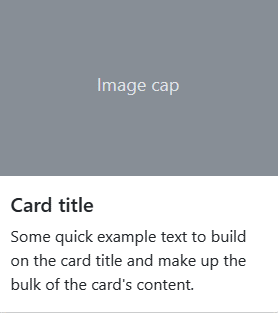 Image cap
Card title
Some quick example text to build
on the card title and make up the
bulk of the card's content.